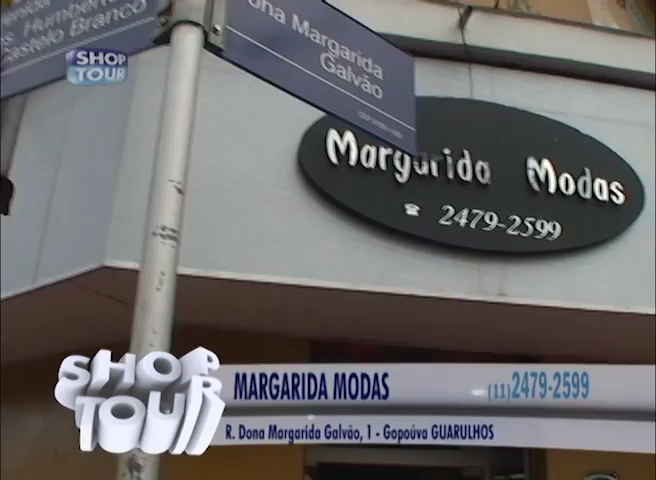 Humberto
Castelo Branco
SHOP
TOUR
Dona Margarida
Galvão
Margarida Modas
☎ 2479-2599
SHOP
TOUR
MARGARIDA MODAS (11)2479-2599
R. Dona Margarida Galvão, 1 - Gopoúva GUARULHOS